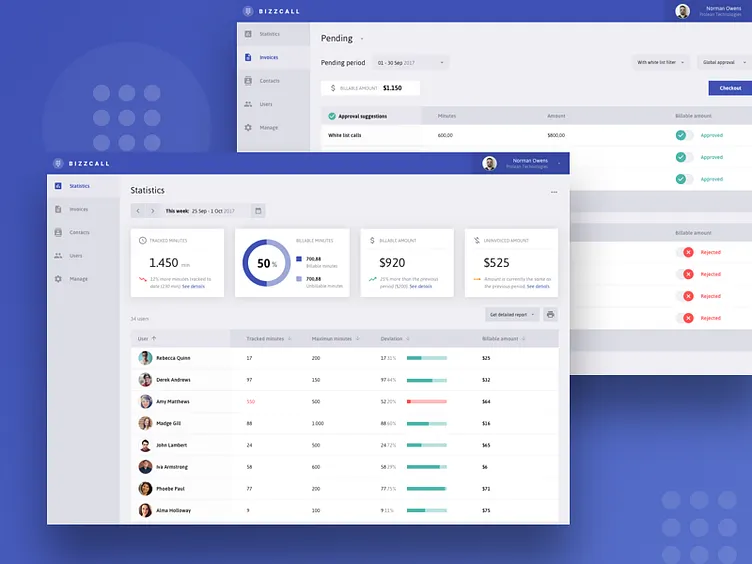 BIZZCALL
Norman Owens
Protean Technologies
Statistics
Invoices
Contacts
Users
Manage
Pending
Pending period
01 - 30 Sep 2017
With white list filter
Global approval
$ BILLABLE AMOUNT $1.150
Checkout
Approval suggestions Minutes Amount Billable amount
White list calls 600.00 $800.00 Approved
Approved
Approved
Billable amount
Rejected
Rejected
Rejected
Rejected
BIZZCALL
Norman Owens
Protean Technologies
Statistics
Invoices
Contacts
Users
Manage
Statistics
This week: 25 Sep - 1 Oct 2017
TRACKED MINUTES
1.450 min
more minutes tracked to
date (230 min) See details
50 %
BILLABLE MINUTES
700,88
Billable minutes
700,88
Unbillable minutes
$ BILLABLE AMOUNT
$920
25% more than the previous
period ($200). See details
UNINVOICED AMOUNT
$525
Amount is currently the same as
the previous period. See details
users
Get detailed report
User Tracked minutes Maximun minutes Deviation Billable amount
Rebecca Quinn 17 200 17 31% $25
Derek Andrews 97 150 97 44% $32
Amy Matthews 550 500 52 20% $64
Madge Gill 88 1.000 88 60% $16
John Lambert 24 500 24 72% $65
Iva Armstrong 58 600 58 29% $6
Phoebe Paul 77 200 77 75% $71
Alma Holloway 9 100 9 11% $75